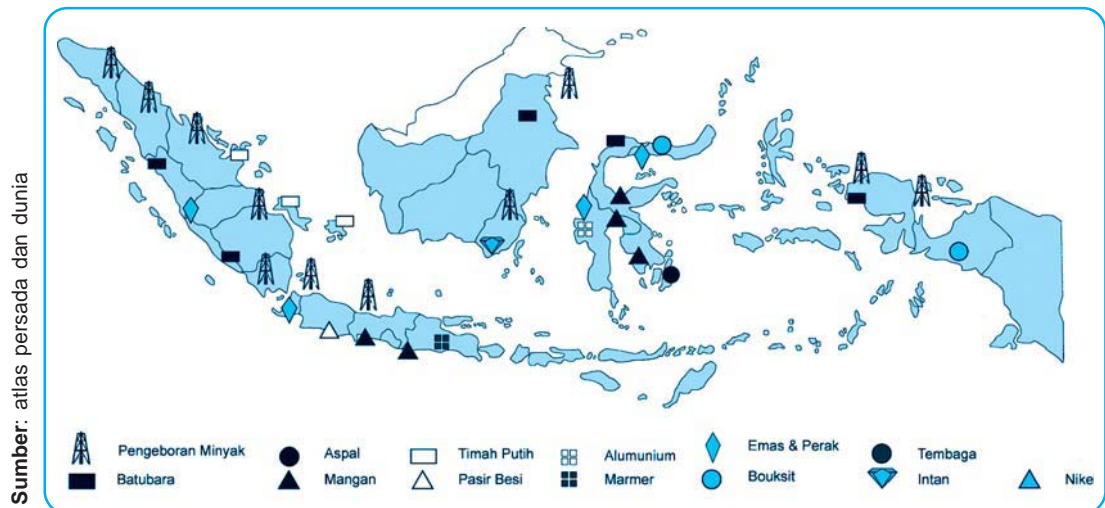 Sumber: atlas persada dan dunia
Pengeboran Minyak
Aspal
Timah Putih
Alumunium
Emas & Perak
Tembaga
Batubara
Mangan
Pasir Besi
Marmer
Bouksit
Intan
Nike